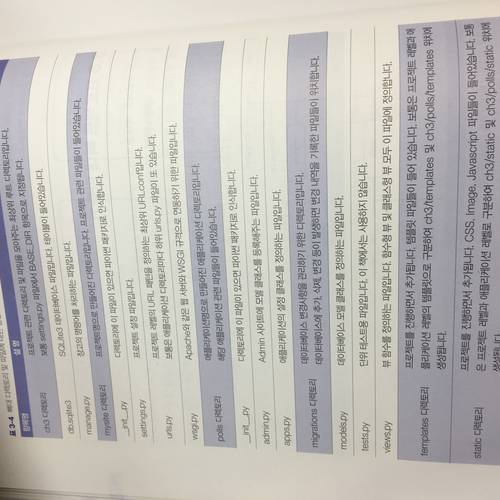 표 3-4 뼈대 디렉토리 및 파일에 대한
항목명 설명
ch3 디렉토리 프로젝트 관련 디렉토리 및 파일을 모아주는 최상위 루트 디렉토리입니다.
보통 settings.py 파일에서 BASE_DIR 항목으로 지정됩니다.
db.sqlite3 SQLite3 데이터베이스 파일입니다. 테이블이 들어있습니다.
manage.py 장고의 명령어를 처리하는 파일입니다.
mysite 디렉토리 프로젝트명으로 만들어진 디렉토리입니다. 프로젝트 관련 파일들이 들어있습니다.
__init__.py 디렉토리에 이 파일이 있으면 파이썬 패키지로 인식합니다.
settings.py 프로젝트 설정 파일입니다.
urls.py 프로젝트 레벨의 URL 패턴을 정의하는 최상위 URLconf입니다.
보통은 애플리케이션 디렉토리마다 하위 urls.py 파일이 또 있습니다.
wsgi.py Apache와 같은 웹 서버와 WSGI 규격으로 연동하기 위한 파일입니다.
polls 디렉토리 애플리케이션명으로 만들어진 애플리케이션 디렉토리입니다.
해당 애플리케이션 관련 파일들이 들어있습니다.
__init__.py 디렉토리에 이 파일이 있으면 파이썬 패키지로 인식합니다.
admin.py Admin 사이트에 모델 클래스를 등록해주는 파일입니다.
apps.py 애플리케이션의 설정 클래스를 정의하는 파일입니다.
migrations 디렉토리 데이터베이스 변경사항을 관리하기 위한 디렉토리입니다.
데이터베이스에 추가, 삭제, 변경 등이 발생하면 변경 내역을 기록한 파일들이 위치합니다.
models.py 데이터베이스 모델 클래스를 정의하는 파일입니다.
tests.py 단위 테스트용 파일입니다. 이 책에서는 사용하지 않습니다.
views.py 뷰 함수를 정의하는 파일입니다. 함수형 뷰 및 클래스형 뷰 모두 이 파일에 정의합니다.
templates 디렉토리 프로젝트를 진행하면서 추가됩니다. 템플릿 파일들이 들어 있습니다. 보통은 프로젝트 레벨과 애
플리케이션 레벨의 템플릿으로 구분하여 ch3/templates 및 ch3/polls/templates 위치에
생성됩니다.
static 디렉토리 프로젝트를 진행하면서 추가됩니다. CSS, Image, Javascript 파일들이 들어있습니다. 보통
은 프로젝트 레벨과 애플리케이션 레벨로 구분하여 ch3/static 및 ch3/polls/static 위치에
생성됩니다